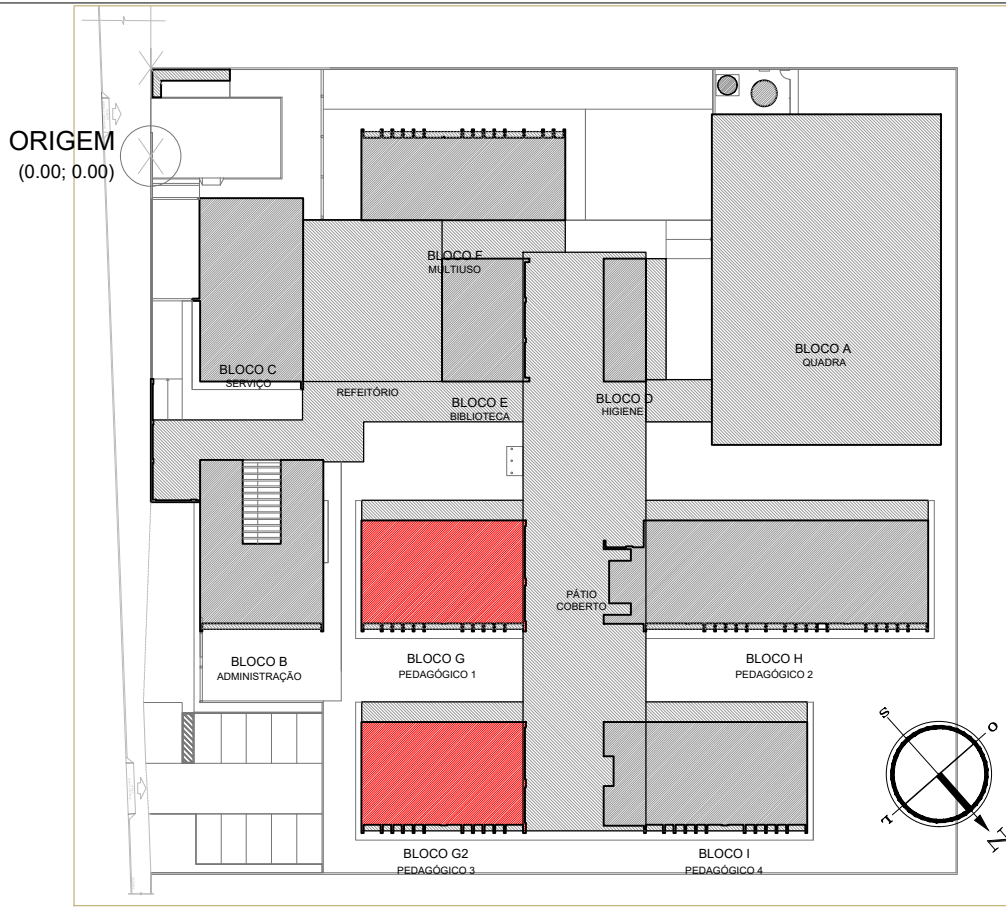 ORIGEM
(0.00; 0.00)
BLOCO F
MULTIUSO
BLOCO A
QUADRA
BLOCO C
SERVIÇO
REFEITÓRIO
BLOCO E
BIBLIOTECA
BLOCO D
HIGIENE
PÁTIO
COBERTO
BLOCO B
ADMINISTRAÇÃO
BLOCO G
PEDAGÓGICO 1
BLOCO H
PEDAGÓGICO 2
S
O
L
N
BLOCO G2
PEDAGÓGICO 3
BLOCO I
PEDAGÓGICO 4